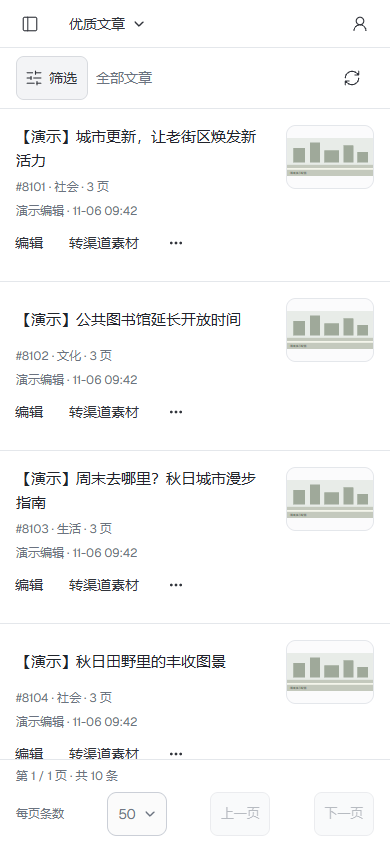 优质文章
筛选 全部文章
【演示】城市更新，让老街区焕发新
活力
#8101 · 社会 · 3 页
演示编辑 · 11-06 09:42
编辑 转渠道素材
【演示】公共图书馆延长开放时间
#8102 · 文化 · 3 页
演示编辑 · 11-06 09:42
编辑 转渠道素材
【演示】周末去哪里？秋日城市漫步
指南
#8103 · 生活 · 3 页
演示编辑 · 11-06 09:42
编辑 转渠道素材
【演示】秋日田野里的丰收图景
#8104 · 社会 · 3 页
演示编辑 · 11-06 09:42
编辑 转渠道素材
第 1 / 1 页 · 共 10 条
每页条数 50 上一页 下一页